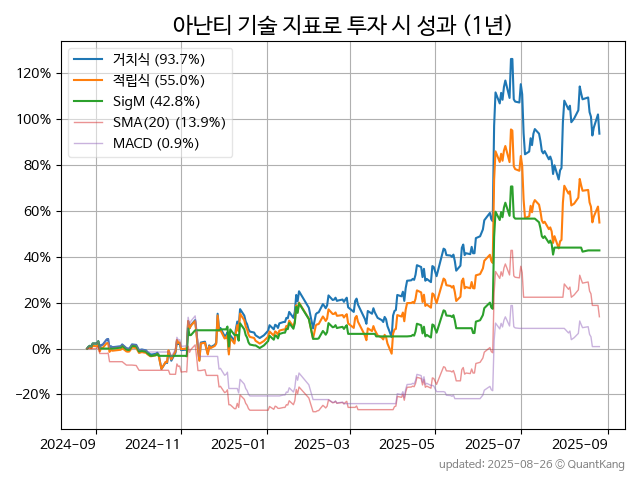 아난티 기술 지표로 투자 시 성과 (1년)
거치식 (93.7%)
적립식 (55.0%)
SigM (42.8%)
SMA(20) (13.9%)
MACD (0.9%)
120%
100%
80%
60%
40%
20%
0%
−20%
2024-09 2024-11 2025-01 2025-03 2025-05 2025-07 2025-09
updated: 2025-08-26 © QuantKang